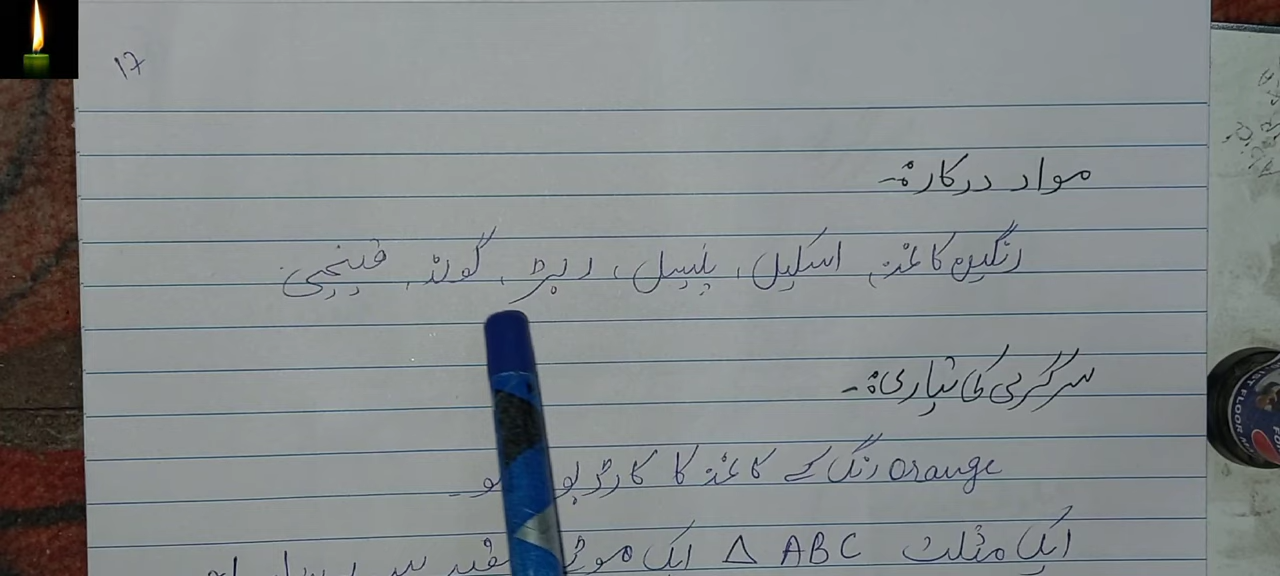 17
مواد درکار:۔
رنگین کاغذ، اسکیل، پنسل، ربڑ، گوند، قینچی
سرگرمی کی تیاری:۔
orange رنگ کے کاغذ کا کارڈ لو۔
ایک مثلث ABC △ ایک موٹے سفید